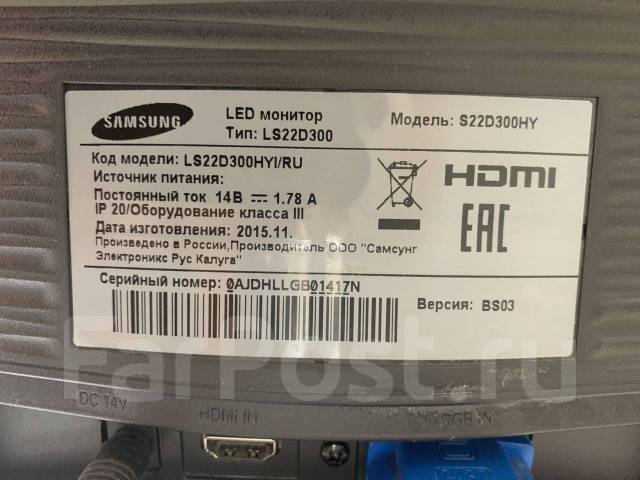 SAMSUNG
LED монитор
Тип: LS22D300
Модель: S22D300HY
Код модели: LS22D300HYI/RU
Источник питания:
Постоянный ток 14В 1.78 А
IP 20/Оборудование класса III
Дата изготовления: 2015.11.
Произведено в России,Производитель ООО "Самсунг
Электроникс Рус Калуга"
HDMI
EAC
Серийный номер: 0AJDHLLGB01417N
Версия: BS03
FarPost.ru
DC 14V
HDMI IN
RGB IN